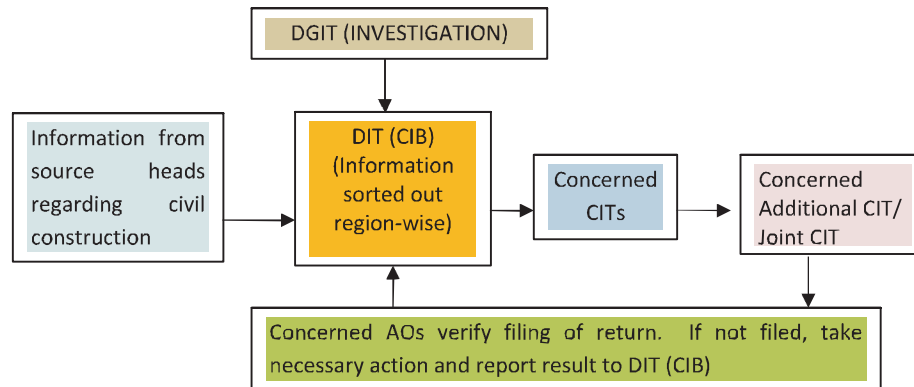 DGIT (INVESTIGATION)
Information from
source heads
regarding civil
construction
DIT (CIB)
(Information
sorted out
region-wise)
Concerned
CITs
Concerned
Additional CIT/
Joint CIT
Concerned AOs verify filing of return. If not filed, take
necessary action and report result to DIT (CIB)